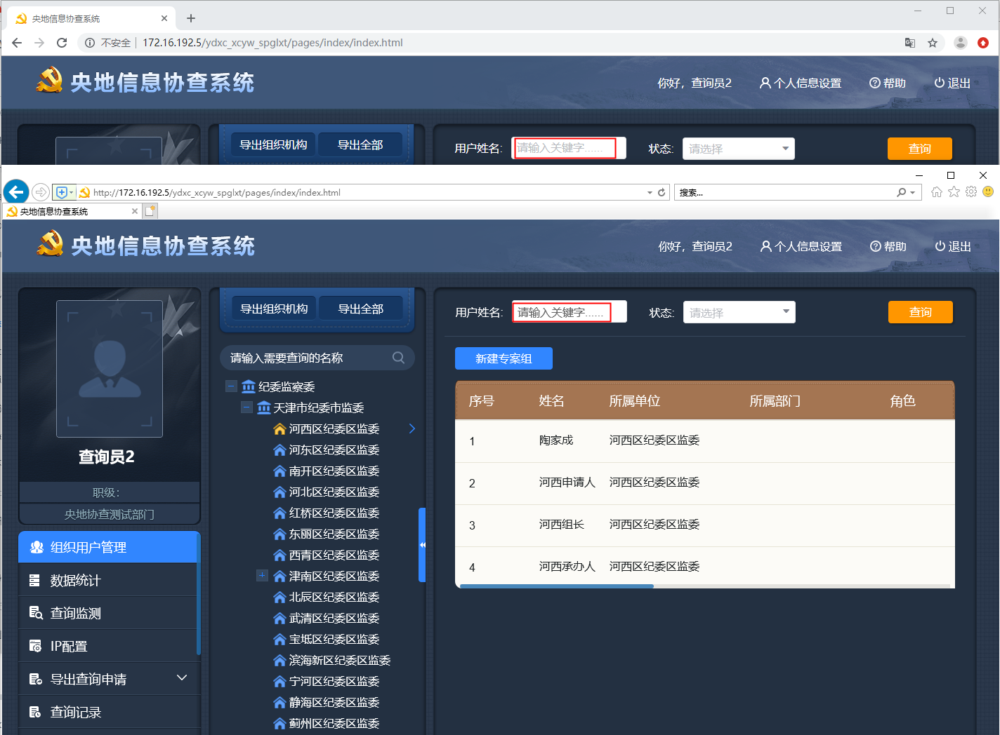 央地信息协查系统
不安全 172.16.192.5/ydxc_xcyw_spglxt/pages/index/index.html
央地信息协查系统 你好，查询员2 个人信息设置 帮助 退出
导出组织机构 导出全部 用户姓名: 请输入关键字...... 状态: 请选择 查询
http://172.16.192.5/ydxc_xcyw_spglxt/pages/index/index.html 搜索...
央地信息协查系统
央地信息协查系统 你好，查询员2 个人信息设置 帮助 退出
导出组织机构 导出全部 用户姓名: 请输入关键字...... 状态: 请选择 查询
请输入需要查询的名称
新建专案组
查询员2
职级:
央地协查测试部门
组织用户管理
数据统计
查询监测
IP配置
导出查询申请
查询记录
纪委监察委
天津市纪委市监委
河西区纪委区监委
河东区纪委区监委
南开区纪委区监委
河北区纪委区监委
红桥区纪委区监委
东丽区纪委区监委
西青区纪委区监委
津南区纪委区监委
北辰区纪委区监委
武清区纪委区监委
宝坻区纪委区监委
滨海新区纪委区监委
宁河区纪委区监委
静海区纪委区监委
蓟州区纪委区监委
序号 姓名 所属单位 所属部门 角色
1 陶家成 河西区纪委区监委
2 河西申请人 河西区纪委区监委
3 河西组长 河西区纪委区监委
4 河西承办人 河西区纪委区监委